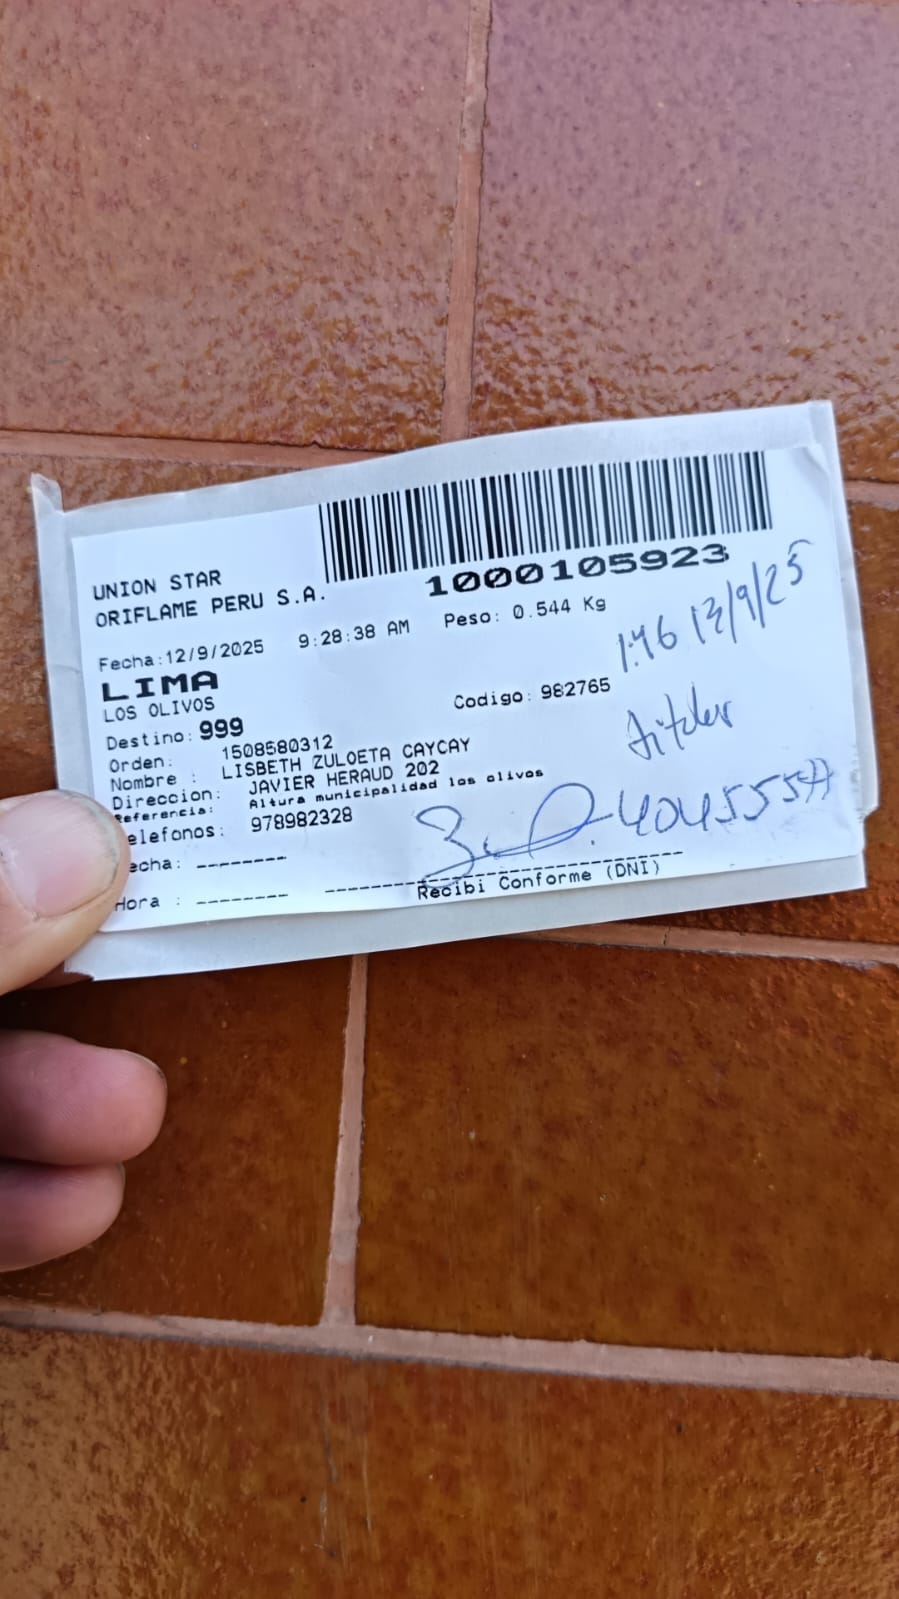 UNION STAR
ORIFLAME PERU S.A.
1000105923
Fecha:12/9/2025 9:28:38 AM Peso: 0.544 Kg
LIMA
LOS OLIVOS
Codigo: 982765
Destino: 999
Orden: 1508580312
Nombre : LISBETH ZULOETA CAYCAY
Direccion: JAVIER HERAUD 202
Referencia: Altura municipalidad los olivos
elefonos: 978982328
echa: --------
Hora : --------
Recibi Conforme (DNI)
1:46 13/9/25